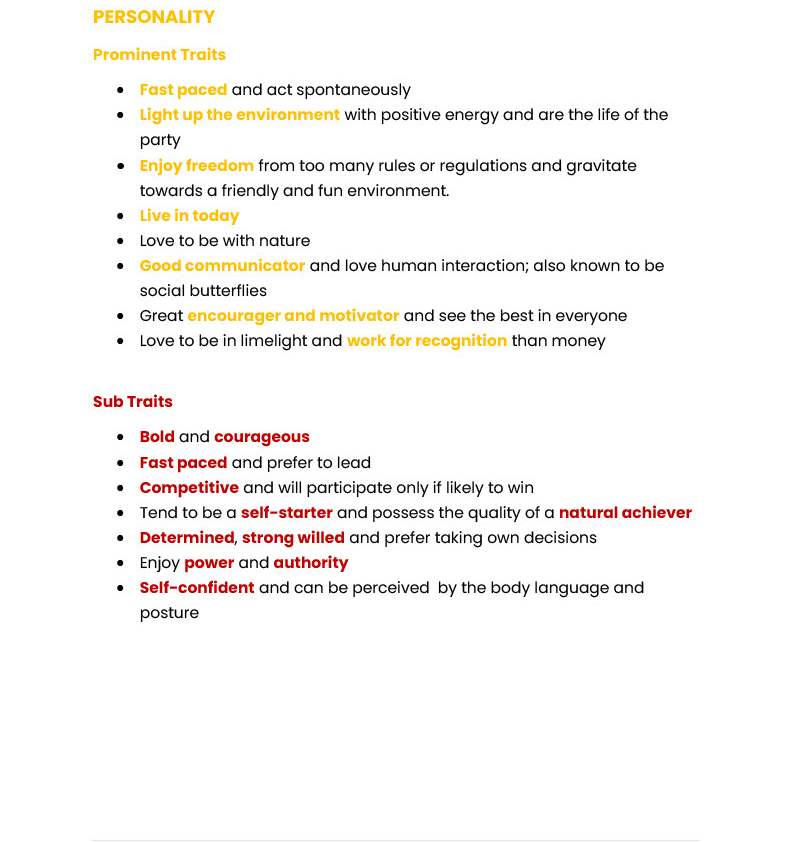 PERSONALITY
Prominent Traits
• Fast paced and act spontaneously
• Light up the environment with positive energy and are the life of the
party
• Enjoy freedom from too many rules or regulations and gravitate
towards a friendly and fun environment.
• Live in today
• Love to be with nature
• Good communicator and love human interaction; also known to be
social butterflies
• Great encourager and motivator and see the best in everyone
• Love to be in limelight and work for recognition than money
Sub Traits
• Bold and courageous
• Fast paced and prefer to lead
• Competitive and will participate only if likely to win
• Tend to be a self-starter and possess the quality of a natural achiever
• Determined, strong willed and prefer taking own decisions
• Enjoy power and authority
• Self-confident and can be perceived  by the body language and
posture